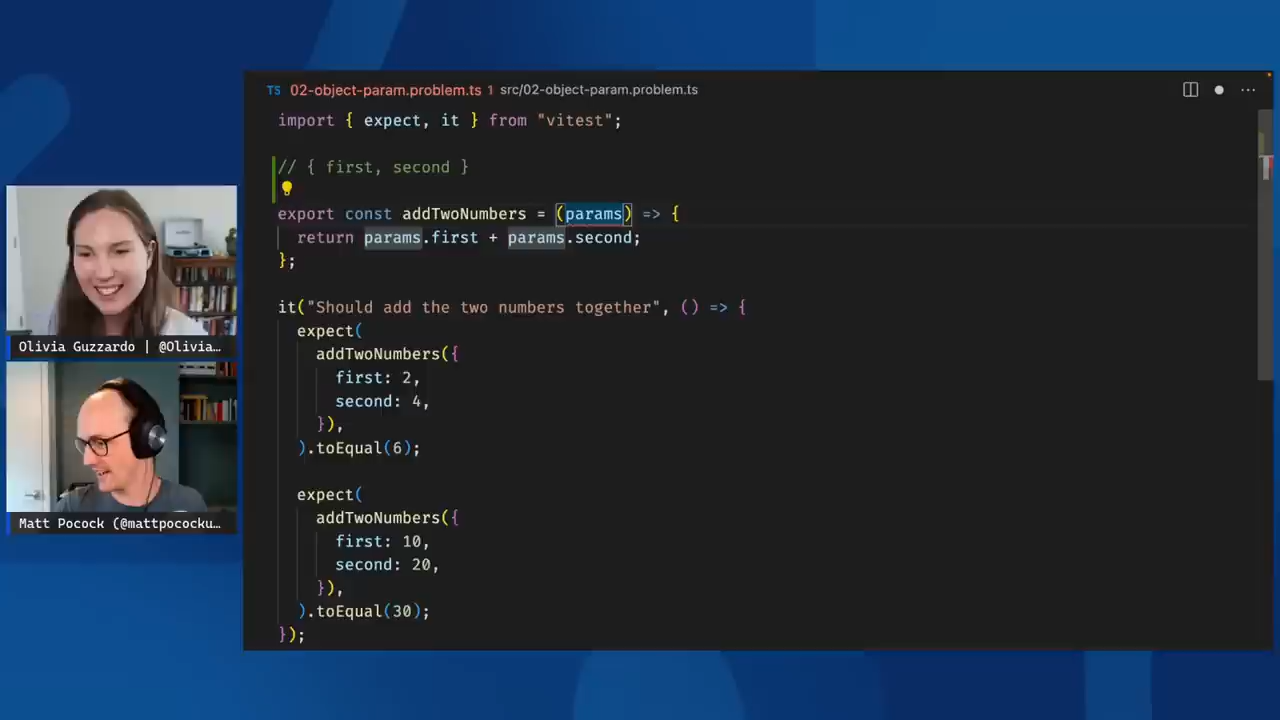 TS 02-object-param.problem.ts 1 src/02-object-param.problem.ts
import { expect, it } from "vitest";
// { first, second }
export const addTwoNumbers = (params) => {
return params.first + params.second;
};
it("Should add the two numbers together", () => {
expect(
addTwoNumbers({
first: 2,
second: 4,
}),
).toEqual(6);
expect(
addTwoNumbers({
first: 10,
second: 20,
}),
).toEqual(30);
});
Olivia Guzzardo | @Olivia…
Matt Pocock (@mattpococku…